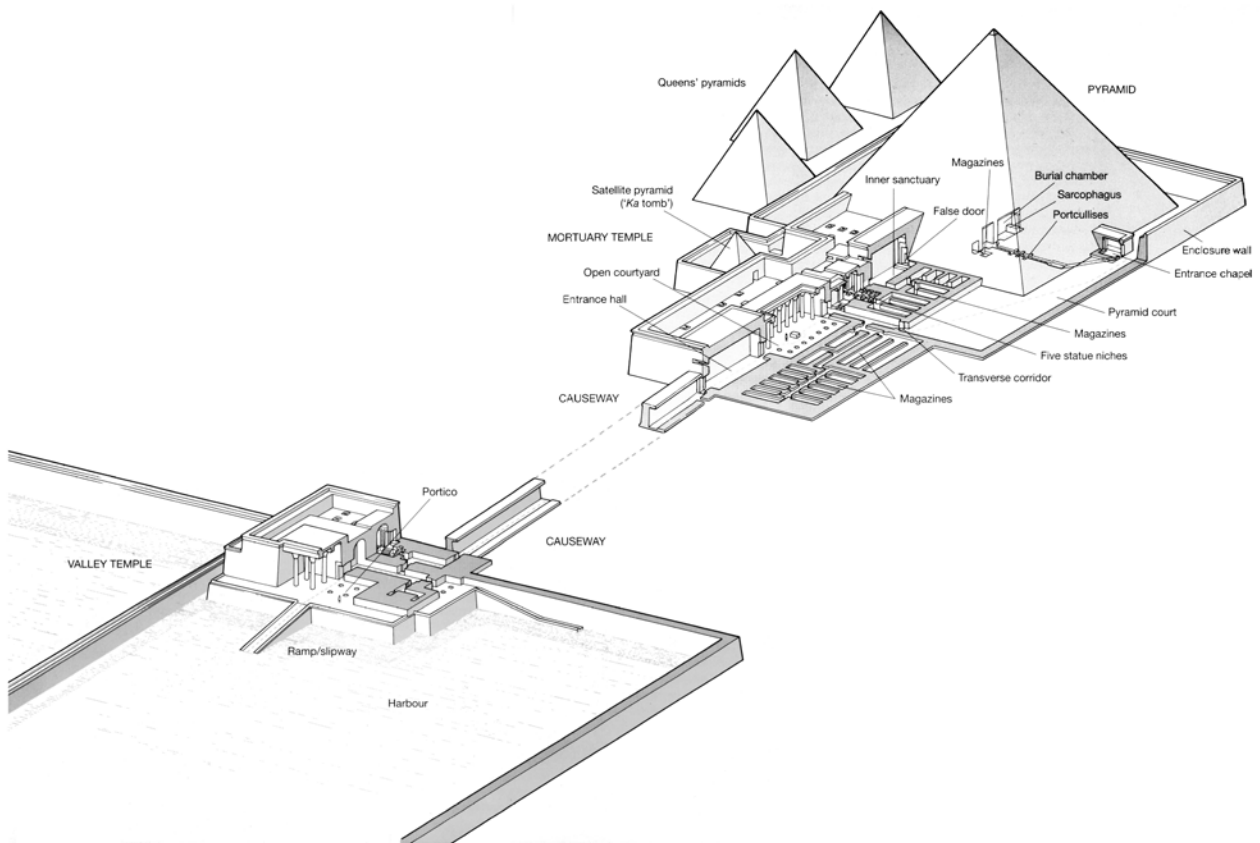 Queens' pyramids
PYRAMID
Magazines
Burial chamber
Inner sanctuary
Sarcophagus
Satellite pyramid
('Ka tomb')
False door
Portcullises
MORTUARY TEMPLE
Enclosure wall
Open courtyard
Entrance chapel
Entrance hall
Pyramid court
Magazines
Five statue niches
Transverse corridor
CAUSEWAY
Magazines
Portico
CAUSEWAY
VALLEY TEMPLE
Ramp/slipway
Harbour